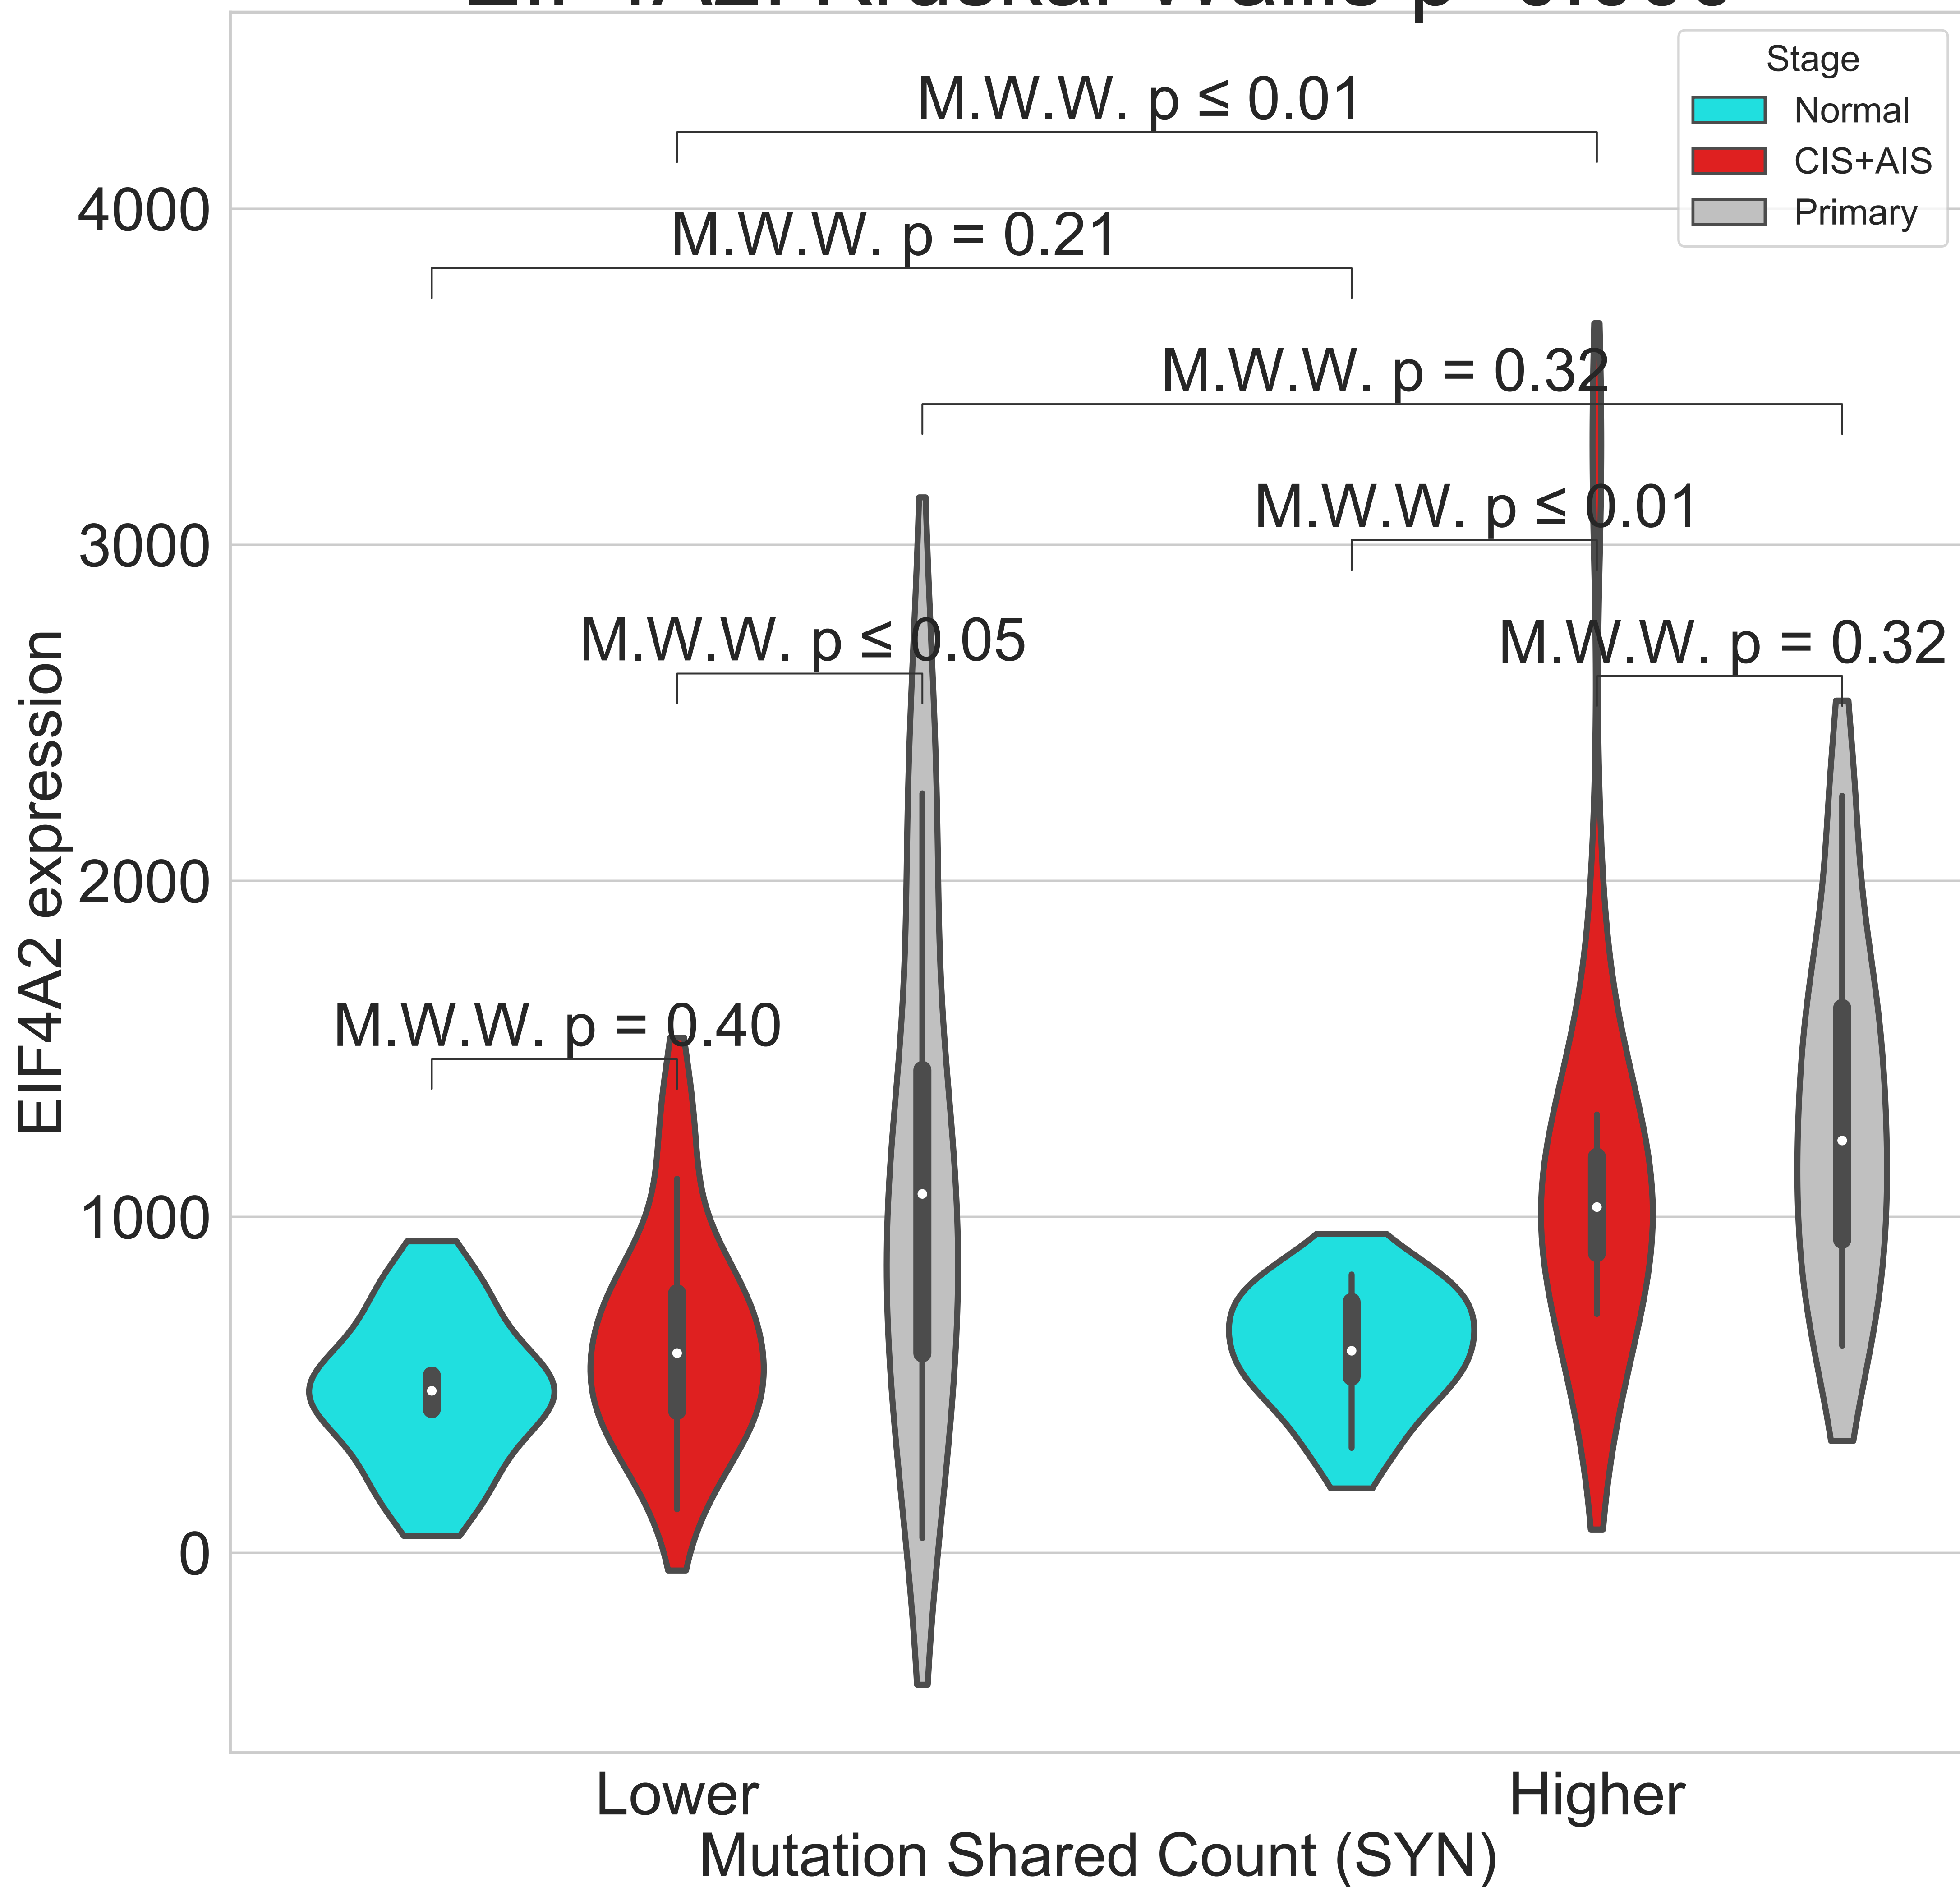 Stage
Normal
CIS+AIS
Primary
M.W.W. p ≤ 0.01
M.W.W. p = 0.21
M.W.W. p = 0.32
M.W.W. p ≤ 0.01
M.W.W. p ≤ 0.05
M.W.W. p = 0.32
M.W.W. p = 0.40
4000
3000
2000
1000
0
EIF4A2 expression
Lower
Higher
Mutation Shared Count (SYN)